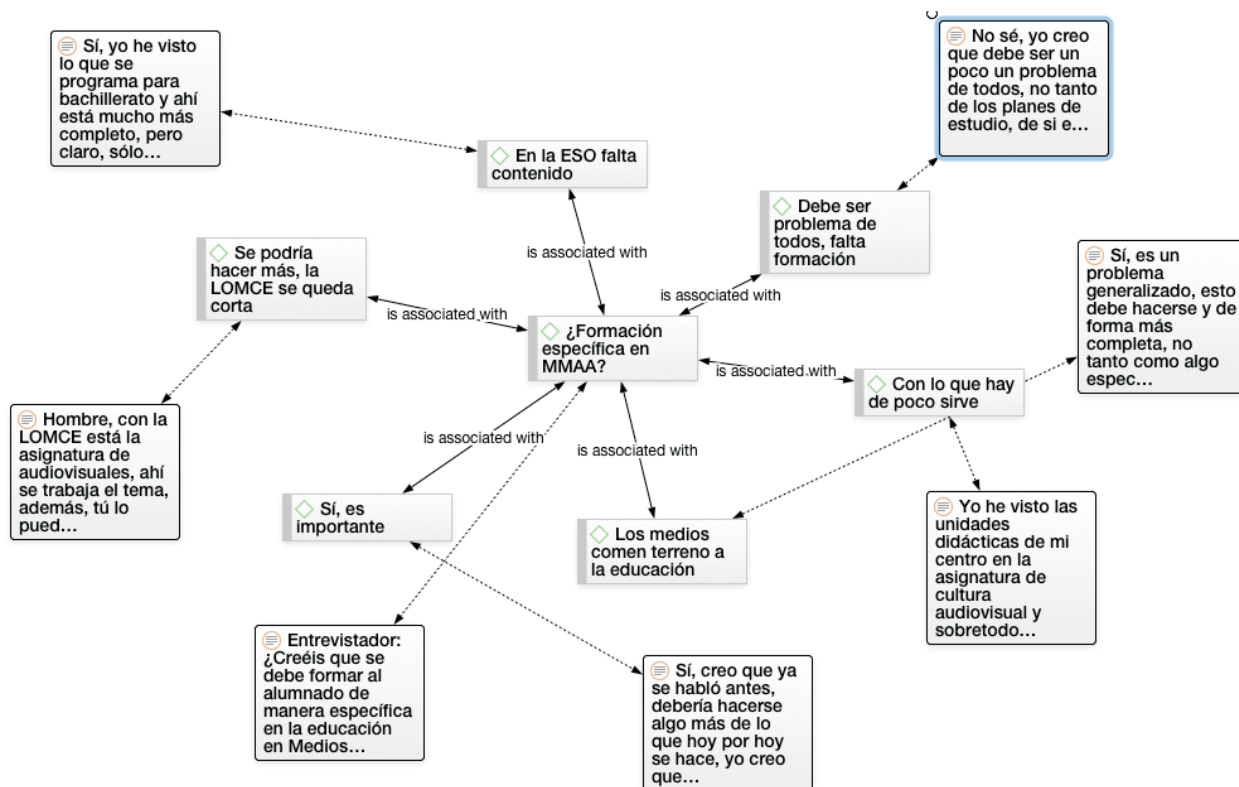 Sí, yo he visto
lo que se
programa para
bachillerato y ahí
está mucho más
completo, pero
claro, sólo…
No sé, yo creo
que debe ser un
poco un problema
de todos, no tanto
de los planes de
estudio, de si e…
En la ESO falta
contenido
Debe ser
problema de
todos, falta
formación
Se podría
hacer más, la
LOMCE se queda
corta
is associated with
is associated with
is associated with
Sí, es un
problema
generalizado, esto
debe hacerse y de
forma más
completa, no
tanto como algo
espec…
¿Formación
específica en
MMAA?
is associated with
Con lo que hay
de poco sirve
Hombre, con la
LOMCE está la
asignatura de
audiovisuales, ahí
se trabaja el tema,
además, tú lo
pued…
is associated with
is associated with
Sí, es
importante
Los medios
comen terreno a
la educación
Yo he visto las
unidades
didácticas de mi
centro en la
asignatura de
cultura
audiovisual y
sobretodo…
Entrevistador:
¿Creéis que se
debe formar al
alumnado de
manera específica
en la educación
en Medios…
Sí, creo que ya
se habló antes,
debería hacerse
algo más de lo
que hoy por hoy
se hace, yo creo
que…